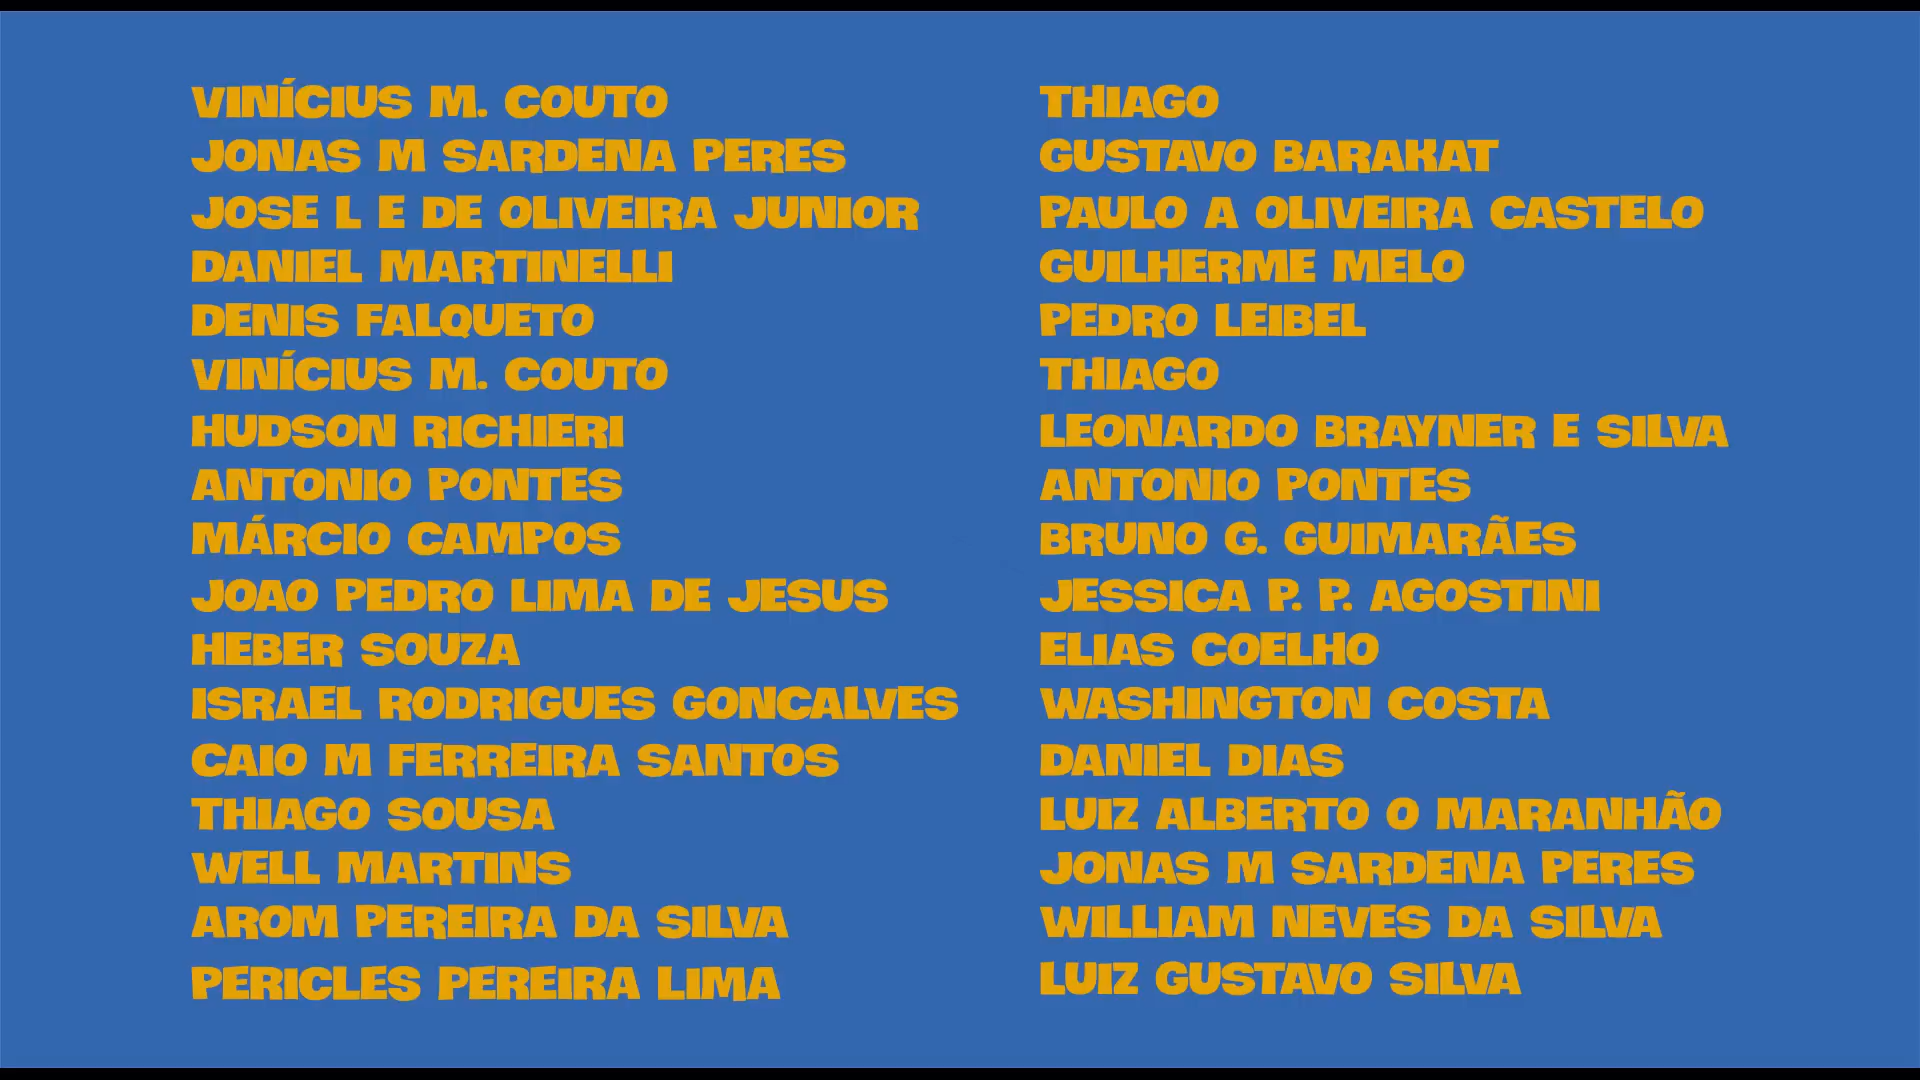 VINÍCIUS M. COUTO
JONAS M SARDENA PERES
JOSE L E DE OLIVEIRA JUNIOR
DANIEL MARTINELLI
DENIS FALQUETO
VINÍCIUS M. COUTO
HUDSON RICHIERI
ANTONIO PONTES
MÁRCIO CAMPOS
JOAO PEDRO LIMA DE JESUS
HEBER SOUZA
ISRAEL RODRIGUES GONCALVES
CAIO M FERREIRA SANTOS
THIAGO SOUSA
WELL MARTINS
AROM PEREIRA DA SILVA
PERICLES PEREIRA LIMA
THIAGO
GUSTAVO BARAKAT
PAULO A OLIVEIRA CASTELO
GUILHERME MELO
PEDRO LEIBEL
THIAGO
LEONARDO BRAYNER E SILVA
ANTONIO PONTES
BRUNO G. GUIMARÃES
JESSICA P. P. AGOSTINI
ELIAS COELHO
WASHINGTON COSTA
DANIEL DIAS
LUIZ ALBERTO O MARANHÃO
JONAS M SARDENA PERES
WILLIAM NEVES DA SILVA
LUIZ GUSTAVO SILVA